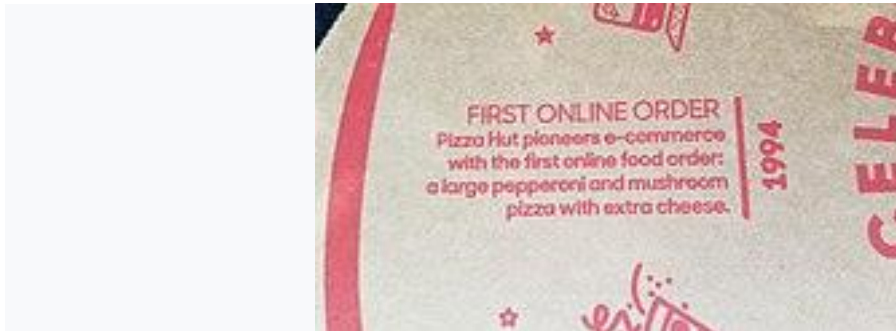 FIRST ONLINE ORDER
Pizza Hut pioneers e-commerce
with the first online food order:
a large pepperoni and mushroom
pizza with extra cheese.
1994